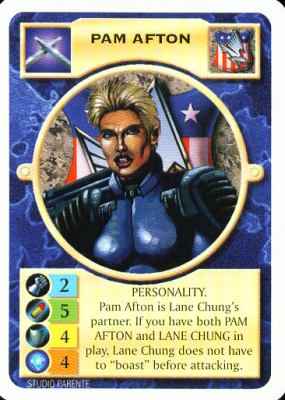 PAM AFTON
2
5
4
4
PERSONALITY.
Pam Afton is Lane Chung's
partner. If you have both PAM
AFTON and LANE CHUNG in
play, Lane Chung does not have
to “boast” before attacking.
STUDIO PARENTE